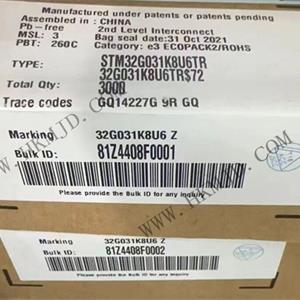 Manufactured under patents or patents pending
Assembled in : CHINA
Pb-free 2nd Level Interconnect
MSL: 3 Bag seal date: 31 Oct 2021
PBT: 260C Category: e3 ECOPACK2/ROHS
TYPE: STM32G031K8U6TR
32G031K8U6TR$72
Total Qty: 3000
Trace codes GQ14227G 9R GQ
Marking 32G031K8U6 Z
Bulk ID: 81Z4408F0001
Please provide the Bulk ID for any inquiry
Marking 32G031K8U6 Z
Bulk ID 81Z4408F0002
Please provide the Bulk ID for any inquiry
WWW.HKMJD.COM